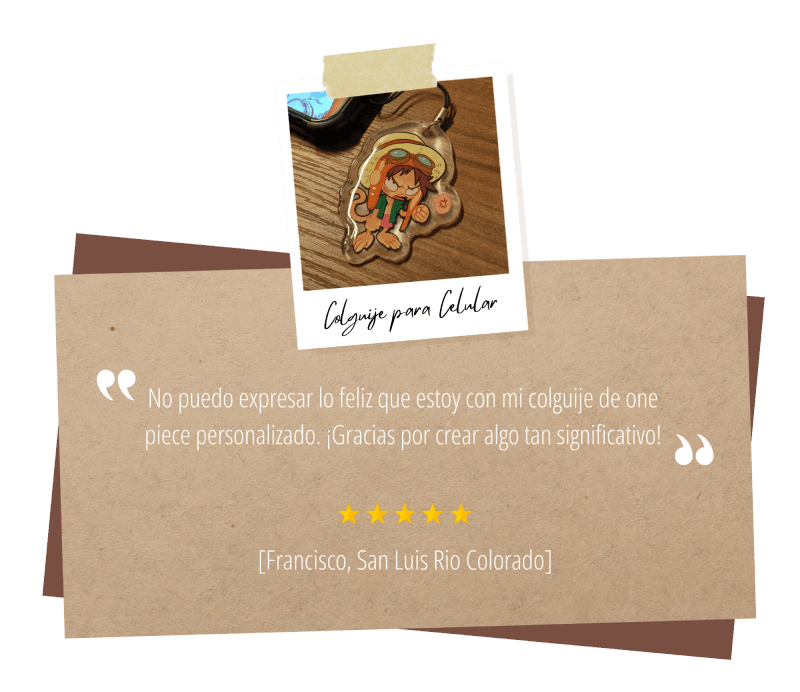 Colguije para Celular
“ No puedo expresar lo feliz que estoy con mi colguije de one
piece personalizado. ¡Gracias por crear algo tan significativo! ”
[Francisco, San Luis Rio Colorado]